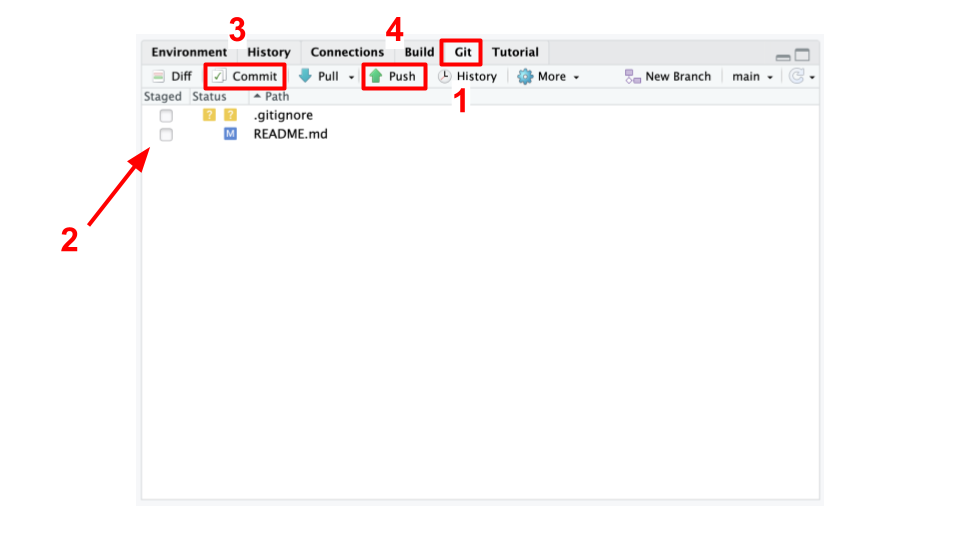 3
4
Environment History Connections Build Git Tutorial
Diff Commit Pull Push History More New Branch main
1
Staged Status Path
? ? .gitignore
M README.md
2